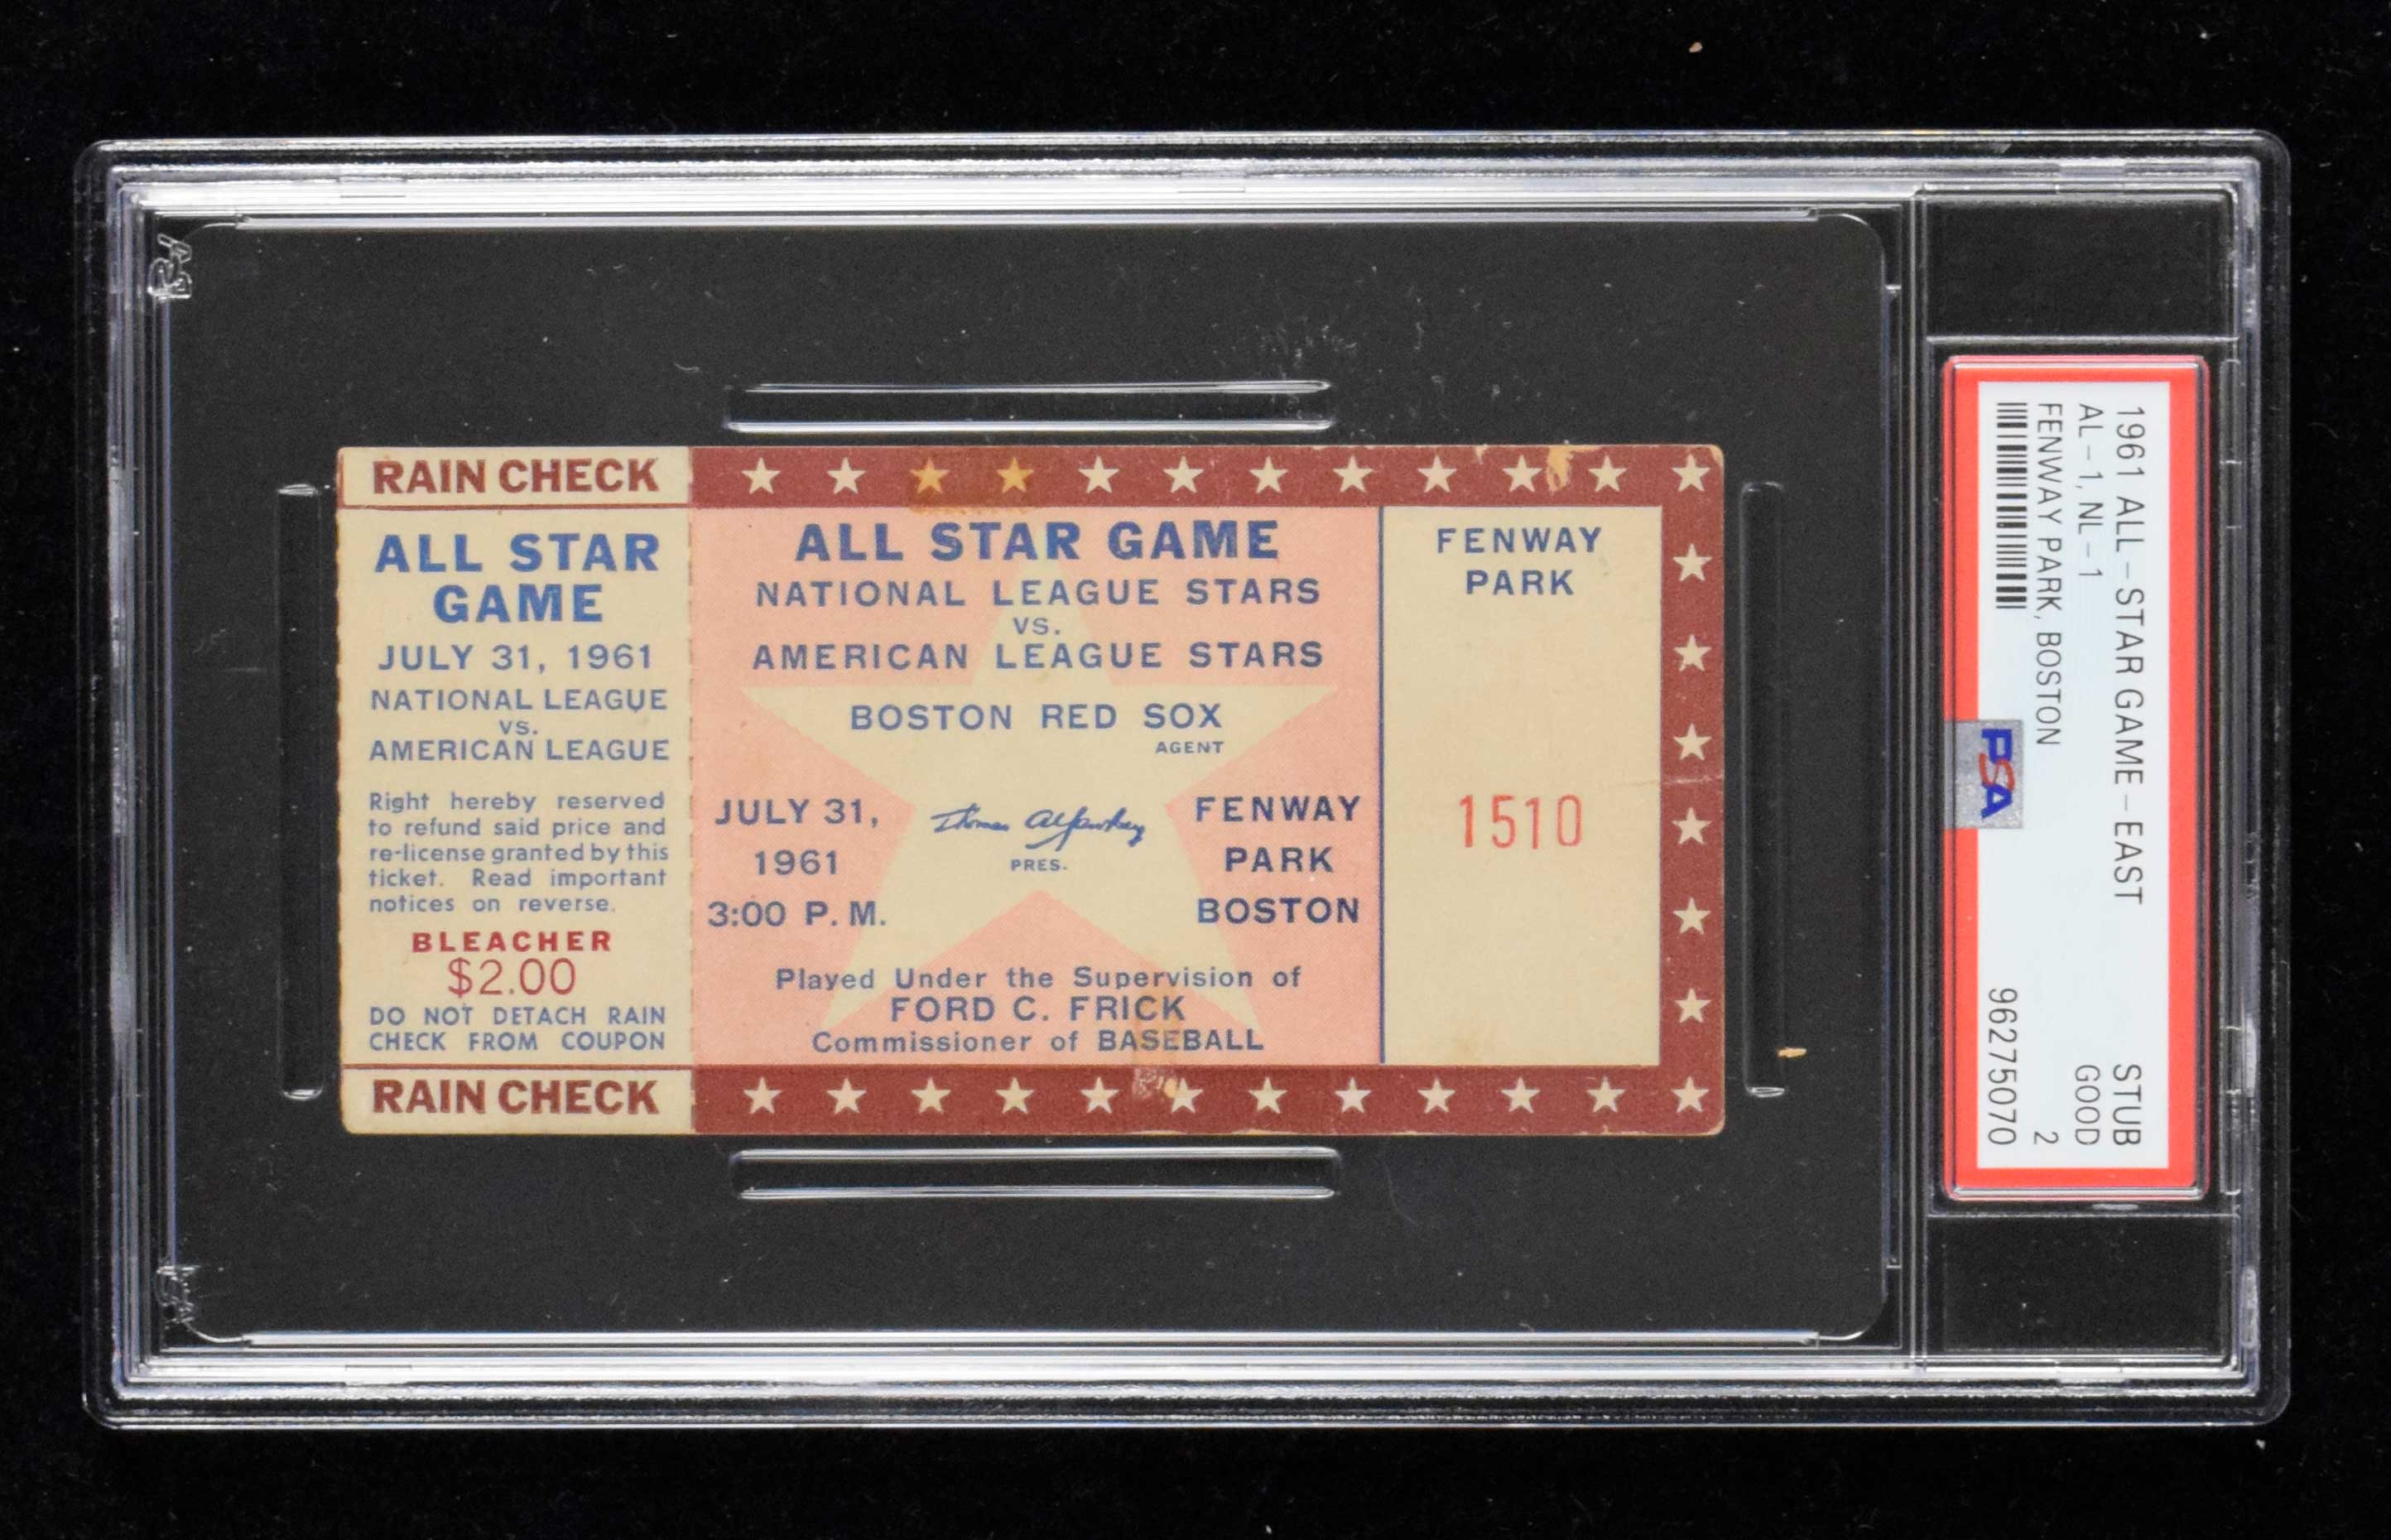 RAIN CHECK
ALL STAR
GAME
JULY 31, 1961
NATIONAL LEAGUE
VS.
AMERICAN LEAGUE
Right hereby reserved
to refund said price and
re-license granted by this
ticket. Read important
notices on reverse.
BLEACHER
$2.00
DO NOT DETACH RAIN
CHECK FROM COUPON
RAIN CHECK
ALL STAR GAME
NATIONAL LEAGUE STARS
VS.
AMERICAN LEAGUE STARS
BOSTON RED SOX
AGENT
JULY 31,
1961
3:00 P. M.
PRES.
FENWAY
PARK
BOSTON
Played Under the Supervision of
FORD C. FRICK
Commissioner of BASEBALL
FENWAY
PARK
1510
1961 ALL-STAR GAME-EAST STUB
AL-1, NL-1 GOOD
FENWAY PARK, BOSTON 2
96275070
PSA